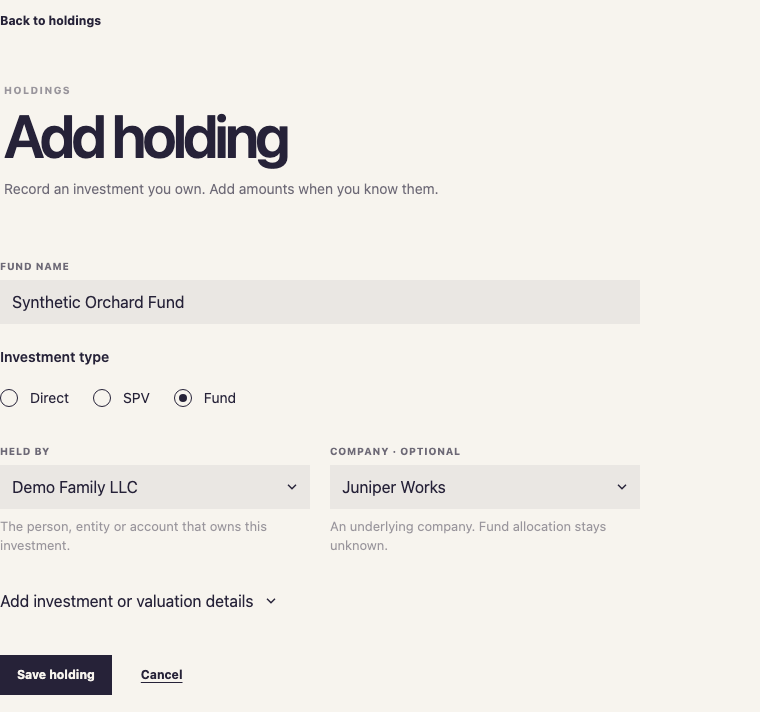 Back to holdings
HOLDINGS
Add holding
Record an investment you own. Add amounts when you know them.
FUND NAME
Synthetic Orchard Fund
Investment type
Direct SPV Fund
HELD BY COMPANY · OPTIONAL
Demo Family LLC Juniper Works
The person, entity or account that owns this An underlying company. Fund allocation stays
investment. unknown.
Add investment or valuation details
Save holding Cancel